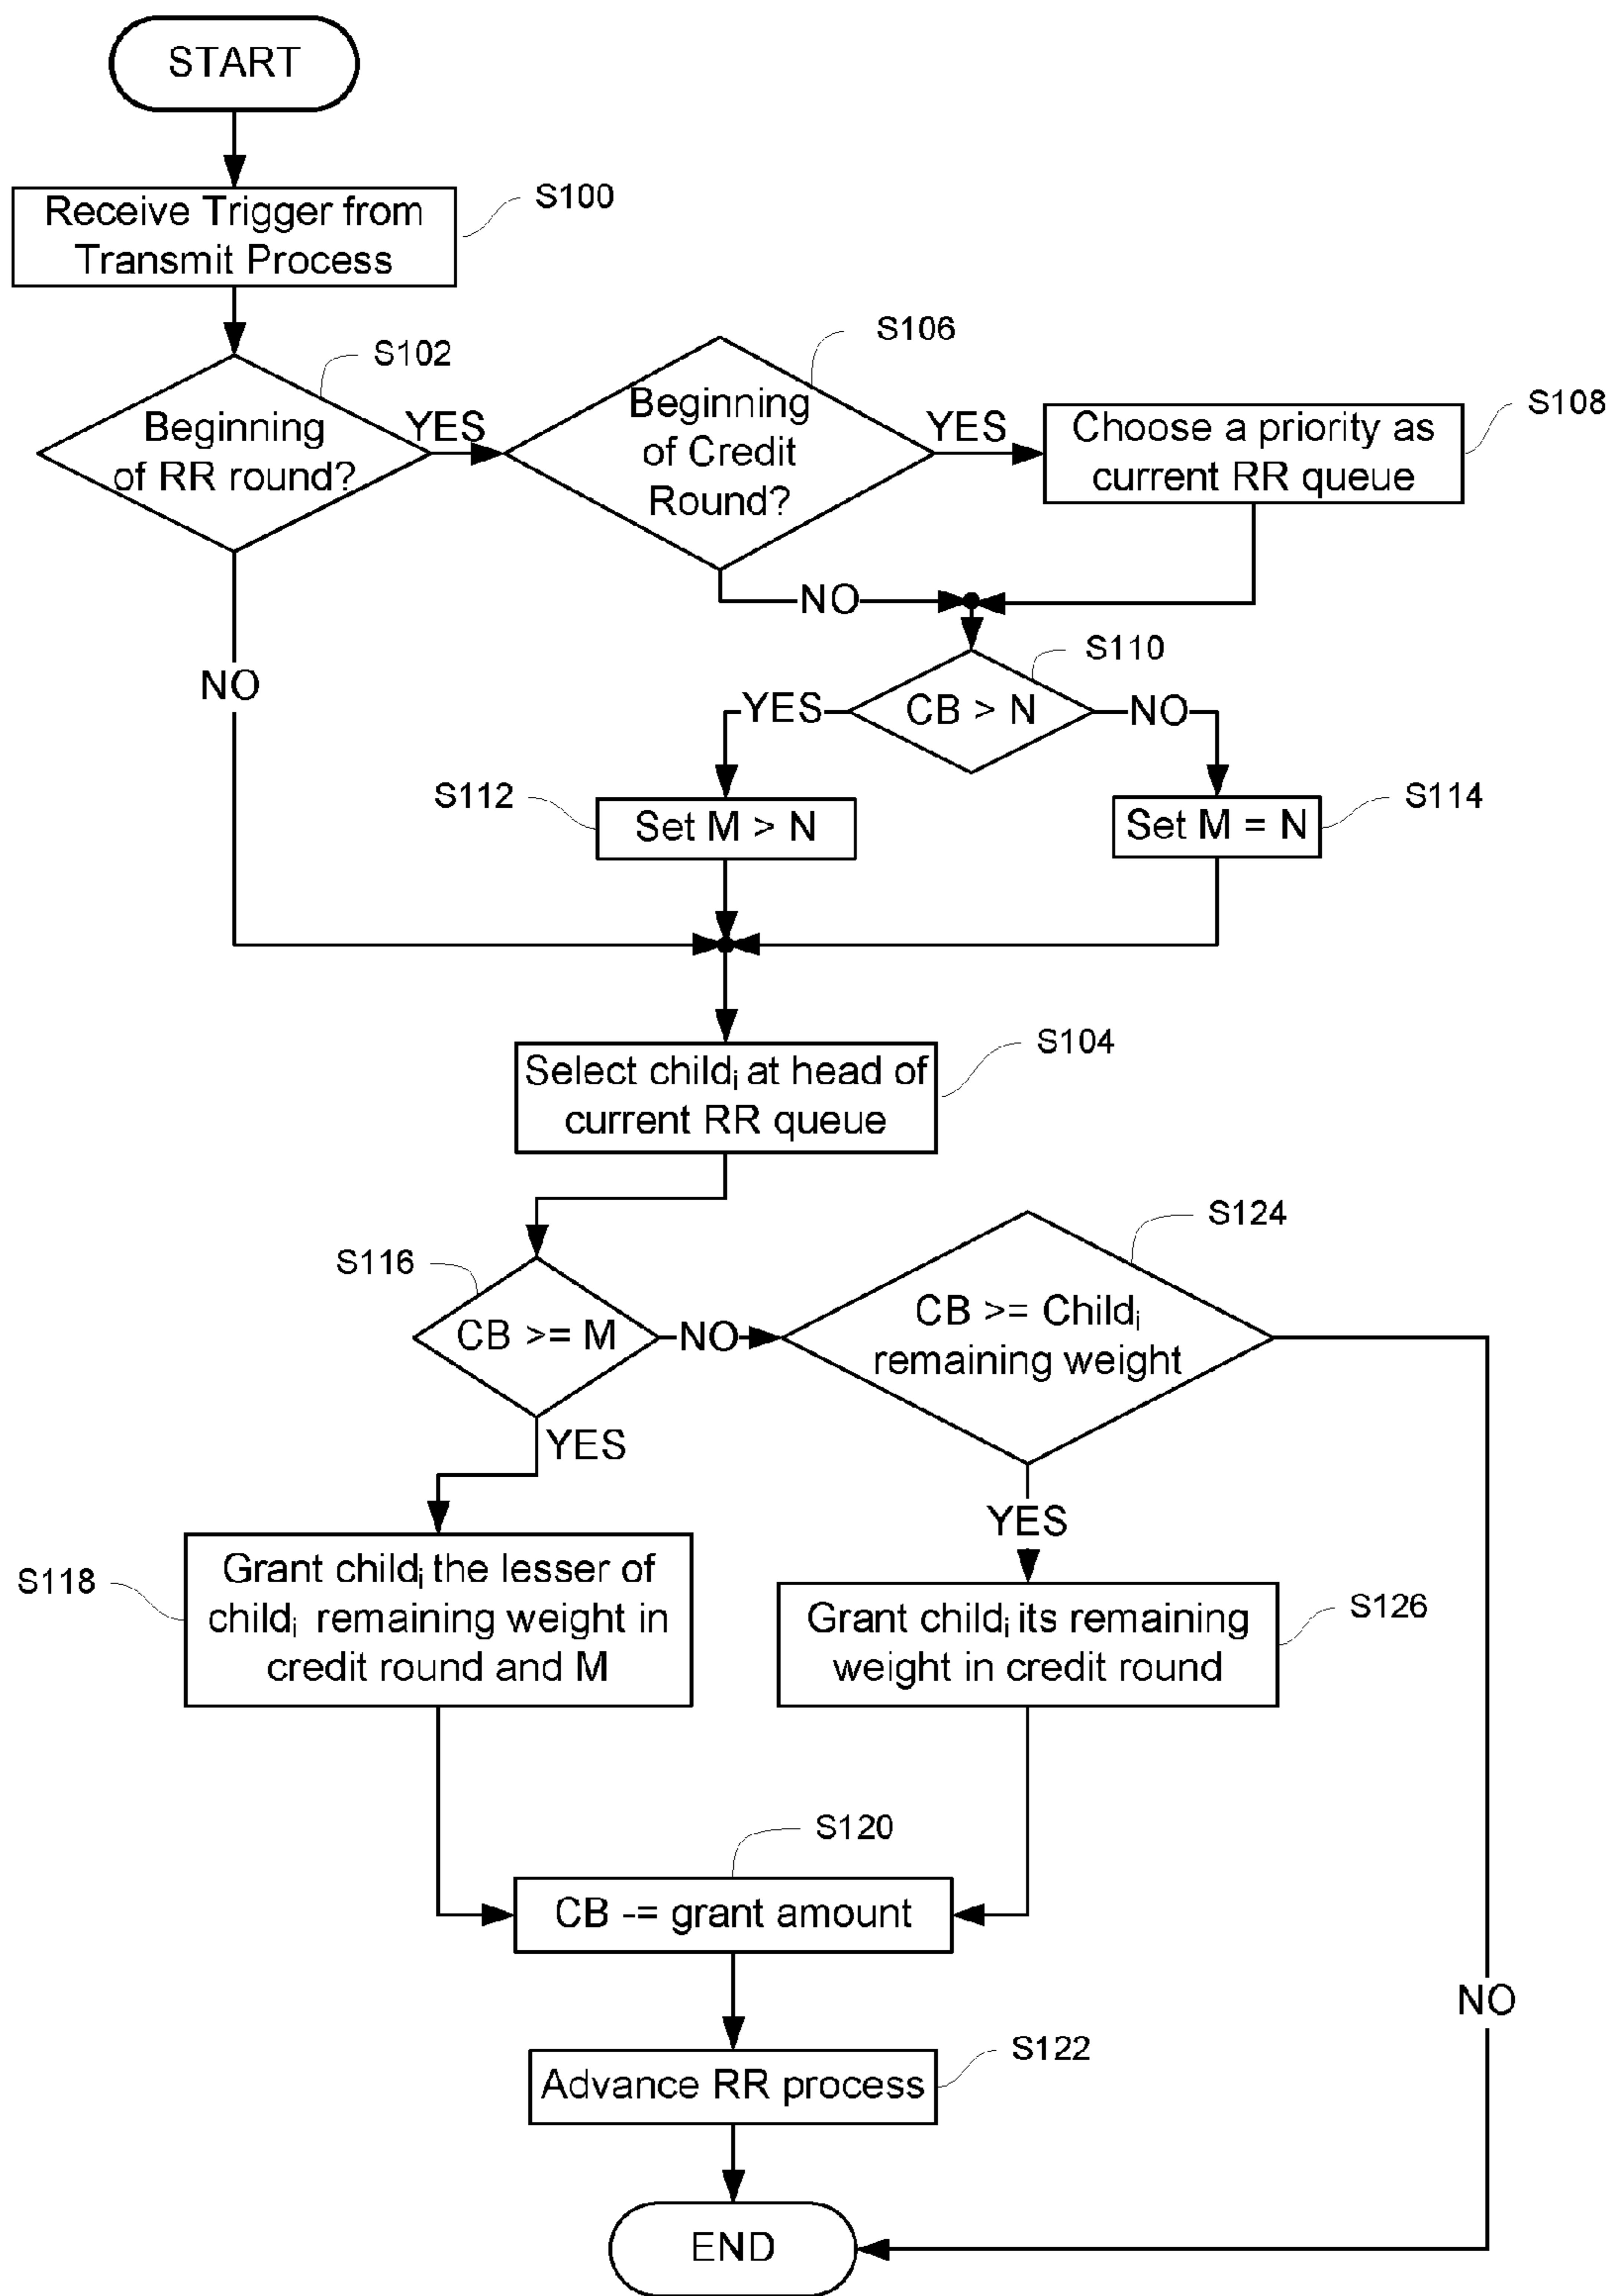 START
Receive Trigger from
Transmit Process
S100
S102
Beginning
of RR round?
YES
S106
Beginning
of Credit
Round?
YES
S108
Choose a priority as
current RR queue
NO
NO
S110
CB > N
YES
NO
S112
Set M > N
S114
Set M = N
S104
Select childi at head of
current RR queue
S116
CB >= M
NO
S124
CB >= Childi
remaining weight
YES
YES
S118
Grant childi the lesser of
childi remaining weight in
credit round and M
S126
Grant childi its remaining
weight in credit round
S120
CB -= grant amount
NO
S122
Advance RR process
END